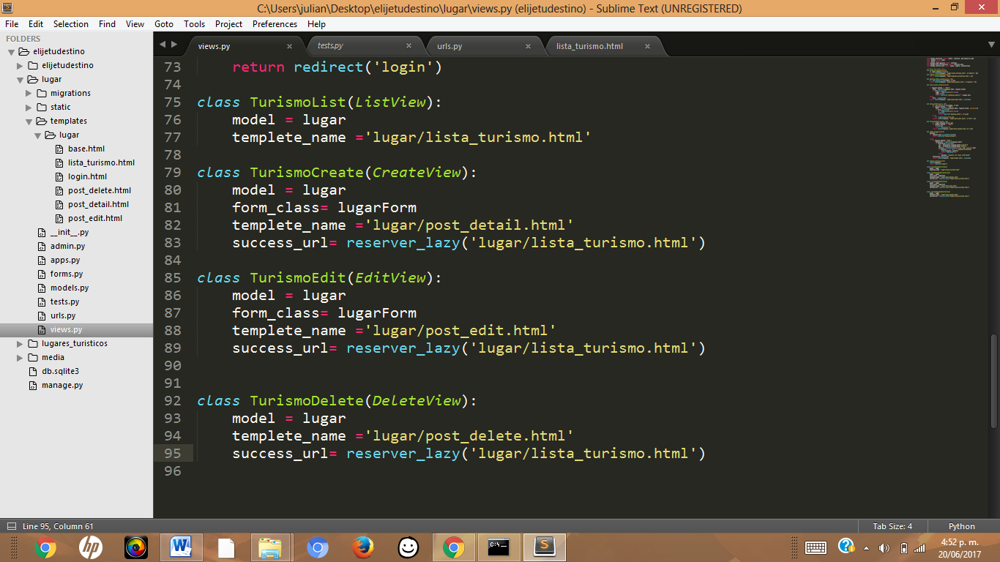 C:\Users\julian\Desktop\elijetudestino\lugar\views.py (elijetudestino) - Sublime Text (UNREGISTERED)
File Edit Selection Find View Goto Tools Project Preferences Help
FOLDERS
elijetudestino
elijetudestino
lugar
migrations
static
templates
lugar
base.html
lista_turismo.html
login.html
post_delete.html
post_detail.html
post_edit.html
__init__.py
admin.py
apps.py
forms.py
models.py
tests.py
urls.py
views.py
lugares_turisticos
media
db.sqlite3
manage.py
views.py tests.py urls.py lista_turismo.html
73 return redirect('login')
74
75 class TurismoList(ListView):
76 model = lugar
77 templete_name ='lugar/lista_turismo.html'
78
79 class TurismoCreate(CreateView):
80 model = lugar
81 form_class= lugarForm
82 templete_name ='lugar/post_detail.html'
83 success_url= reserver_lazy('lugar/lista_turismo.html')
84
85 class TurismoEdit(EditView):
86 model = lugar
87 form_class= lugarForm
88 templete_name ='lugar/post_edit.html'
89 success_url= reserver_lazy('lugar/lista_turismo.html')
90
91
92 class TurismoDelete(DeleteView):
93 model = lugar
94 templete_name ='lugar/post_delete.html'
95 success_url= reserver_lazy('lugar/lista_turismo.html')
96
Line 95, Column 61 Tab Size: 4 Python
4:52 p. m.
20/06/2017